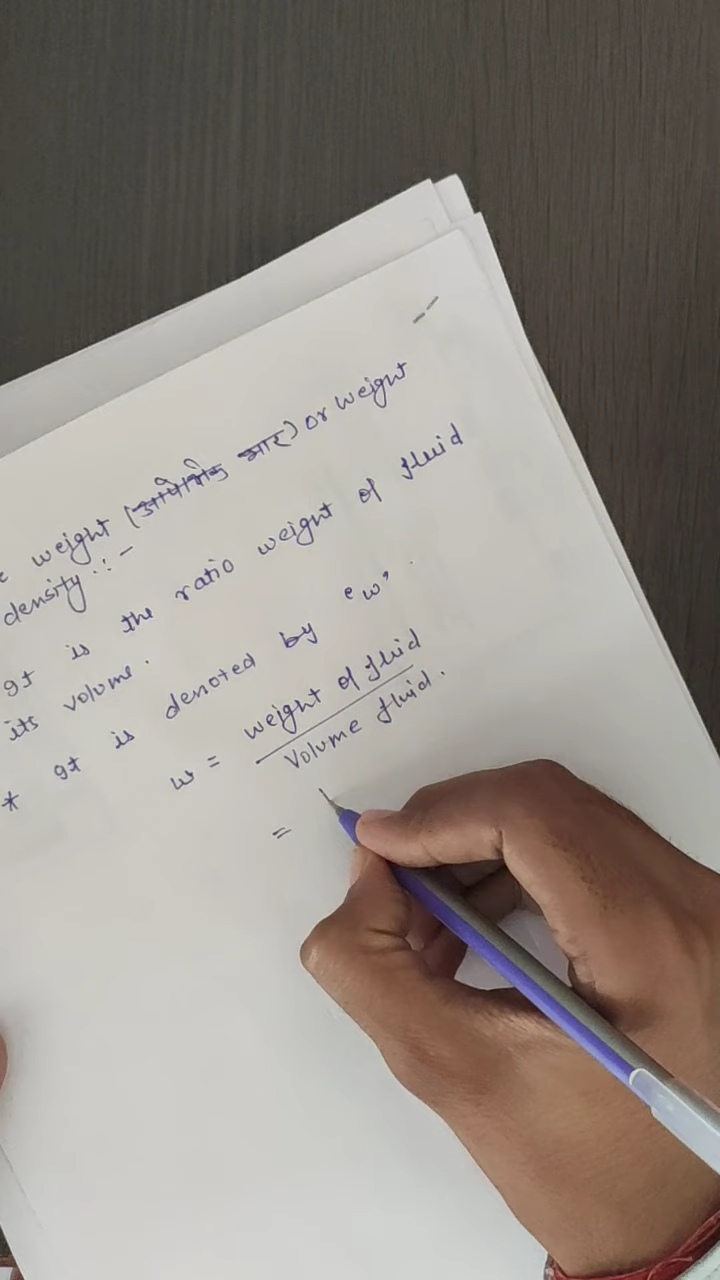 e weight (आपेक्षिक भार) or weight
density :-
It is the ratio weight of fluid
its volume.
* It is denoted by 'w'.
w = weight of fluid
Volume fluid.
=